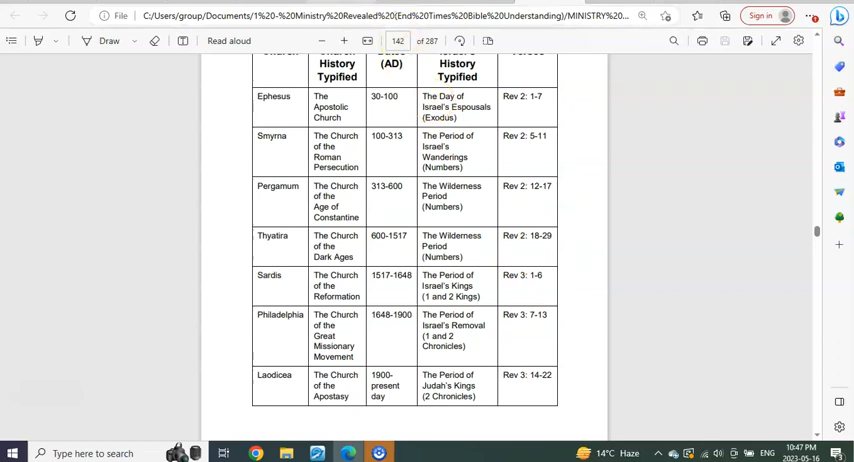 File
C:/Users/group/Documents/1%20-%20Ministry%20Revealed%20(End%20Times%20Bible%20Understanding)/MINISTRY%20...
Sign in
Draw
Read aloud
142
of 287
History
Typified
(AD)
History
Typified
Ephesus
The
Apostolic
Church
30-100
The Day of
Israel's Espousals
(Exodus)
Rev 2: 1-7
Smyrna
The Church
of the
Roman
Persecution
100-313
The Period of
Israel's
Wanderings
(Numbers)
Rev 2: 5-11
Pergamum
The Church
of the
Age of
Constantine
313-600
The Wilderness
Period
(Numbers)
Rev 2: 12-17
Thyatira
The Church
of the
Dark Ages
600-1517
The Wilderness
Period
(Numbers)
Rev 2: 18-29
Sardis
The Church
of the
Reformation
1517-1648
The Period of
Israel's Kings
(1 and 2 Kings)
Rev 3: 1-6
Philadelphia
The Church
of the
Great
Missionary
Movement
1648-1900
The Period of
Israel's Removal
(1 and 2
Chronicles)
Rev 3: 7-13
Laodicea
The Church
of the
Apostasy
1900-
present
day
The Period of
Judah's Kings
(2 Chronicles)
Rev 3: 14-22
Type here to search
14°C Haze
ENG
10:47 PM
2023-05-16